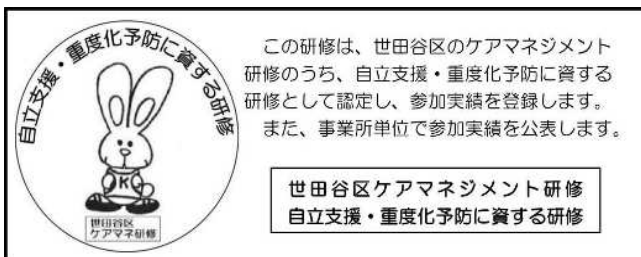 自立支援・重度化予防に資する研修
K
世田谷区
ケアマネ研修
この研修は、世田谷区のケアマネジメント
研修のうち、自立支援・重度化予防に資する
研修として認定し、参加実績を登録します。
また、事業所単位で参加実績を公表します。
世田谷区ケアマネジメント研修
自立支援・重度化予防に資する研修